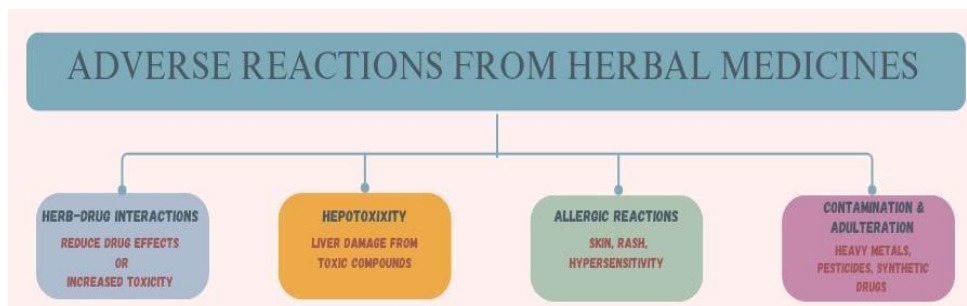 ADVERSE REACTIONS FROM HERBAL MEDICINES
HERB-DRUG INTERACTIONS
REDUCE DRUG EFFECTS
OR
INCREASED TOXICITY
HEPOTOXIXITY
LIVER DAMAGE FROM
TOXIC COMPOUNDS
ALLERGIC REACTIONS
SKIN, RASH,
HYPERSENSITIVITY
CONTAMINATION &
ADULTERATION
HEAVY METALS,
PESTICIDES, SYNTHETIC
DRUGS